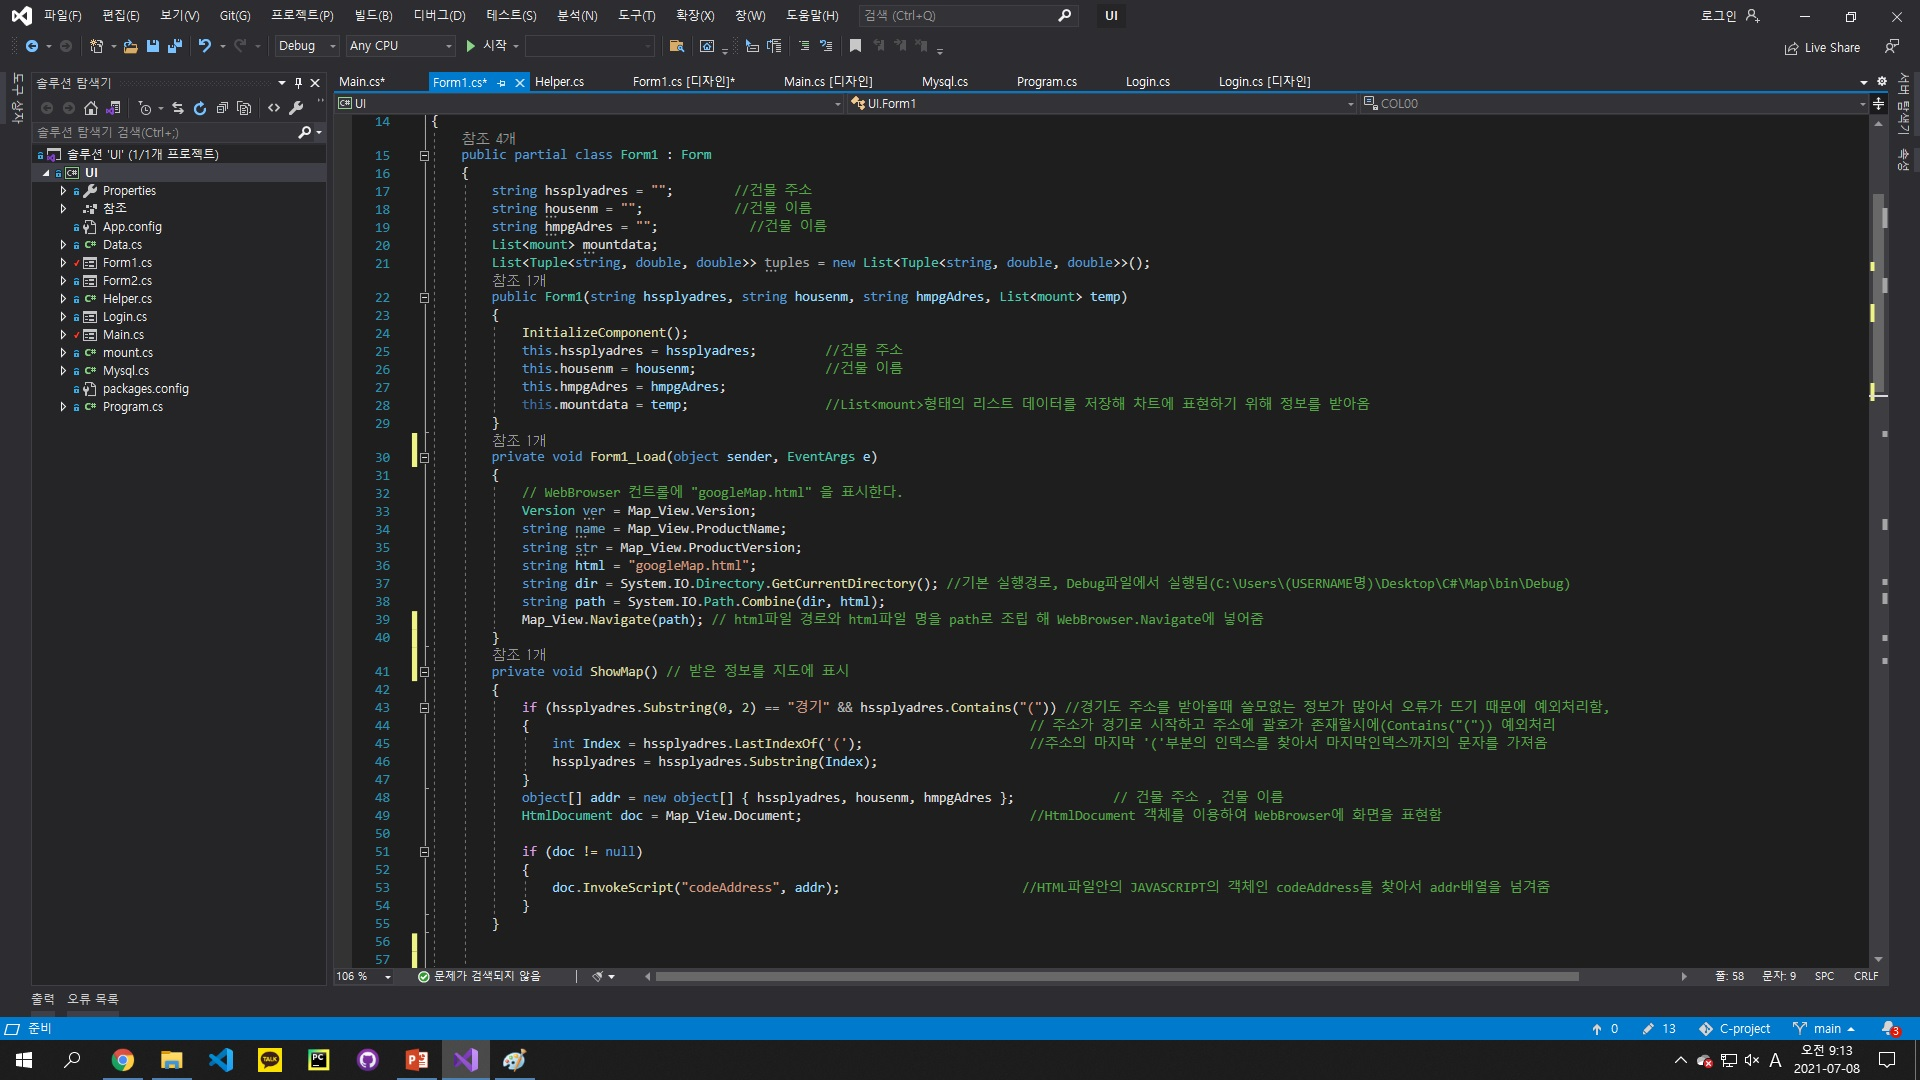 파일(F) 편집(E) 보기(V) Git(G) 프로젝트(P) 빌드(B) 디버그(D) 테스트(S) 분석(N) 도구(T) 확장(X) 창(W) 도움말(H) 검색 (Ctrl+Q) UI 로그인
Debug Any CPU 시작 Live Share
도구 상자
솔루션 탐색기
솔루션 탐색기 검색(Ctrl+;)
솔루션 'UI' (1/1개 프로젝트)
UI
Properties
참조
App.config
Data.cs
Form1.cs
Form2.cs
Helper.cs
Login.cs
Main.cs
mount.cs
Mysql.cs
packages.config
Program.cs
Main.cs* Form1.cs* Helper.cs Form1.cs [디자인]* Main.cs [디자인] Mysql.cs Program.cs Login.cs Login.cs [디자인]
UI UI.Form1 COL00
14 {
참조 4개
15 public partial class Form1 : Form
16 {
17 string hssplyadres = ""; //건물 주소
18 string housenm = ""; //건물 이름
19 string hmpgAdres = ""; //건물 이름
20 List<mount> mountdata;
21 List<Tuple<string, double, double>> tuples = new List<Tuple<string, double, double>>();
참조 1개
22 public Form1(string hssplyadres, string housenm, string hmpgAdres, List<mount> temp)
23 {
24 InitializeComponent();
25 this.hssplyadres = hssplyadres; //건물 주소
26 this.housenm = housenm; //건물 이름
27 this.hmpgAdres = hmpgAdres;
28 this.mountdata = temp; //List<mount>형태의 리스트 데이터를 저장해 차트에 표현하기 위해 정보를 받아옴
29 }
참조 1개
30 private void Form1_Load(object sender, EventArgs e)
31 {
32 // WebBrowser 컨트롤에 "googleMap.html" 을 표시한다.
33 Version ver = Map_View.Version;
34 string name = Map_View.ProductName;
35 string str = Map_View.ProductVersion;
36 string html = "googleMap.html";
37 string dir = System.IO.Directory.GetCurrentDirectory(); //기본 실행경로, Debug파일에서 실행됨(C:\Users\(USERNAME명)\Desktop\C#\Map\bin\Debug)
38 string path = System.IO.Path.Combine(dir, html);
39 Map_View.Navigate(path); // html파일 경로와 html파일 명을 path로 조립 해 WebBrowser.Navigate에 넣어줌
40 }
참조 1개
41 private void ShowMap() // 받은 정보를 지도에 표시
42 {
43 if (hssplyadres.Substring(0, 2) == "경기" && hssplyadres.Contains("(")) //경기도 주소를 받아올때 쓸모없는 정보가 많아서 오류가 뜨기 때문에 예외처리함,
44 { // 주소가 경기로 시작하고 주소에 괄호가 존재할시에(Contains("(")) 예외처리
45 int Index = hssplyadres.LastIndexOf('('); //주소의 마지막 '('부분의 인덱스를 찾아서 마지막인덱스까지의 문자를 가져옴
46 hssplyadres = hssplyadres.Substring(Index);
47 }
48 object[] addr = new object[] { hssplyadres, housenm, hmpgAdres }; // 건물 주소 , 건물 이름
49 HtmlDocument doc = Map_View.Document; //HtmlDocument 객체를 이용하여 WebBrowser에 화면을 표현함
50
51 if (doc != null)
52 {
53 doc.InvokeScript("codeAddress", addr); //HTML파일안의 JAVASCRIPT의 객체인 codeAddress를 찾아서 addr배열을 넘겨줌
54 }
55 }
56
57
106 % 문제가 검색되지 않음 줄: 58 문자: 9 SPC CRLF
서버 탐색기
속성
출력 오류 목록
준비 0 13 C-project main 3
TALK PC A 오전 9:13
2021-07-08